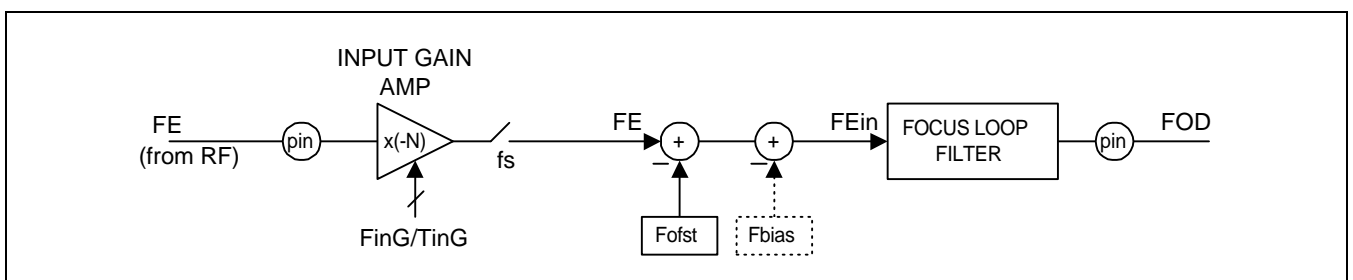 INPUT GAIN
AMP
FE
(from RF)
pin
x(-N)
fs
FinG/TinG
FE
+
Fofst
+
Fbias
FEin
FOCUS LOOP
FILTER
pin
FOD